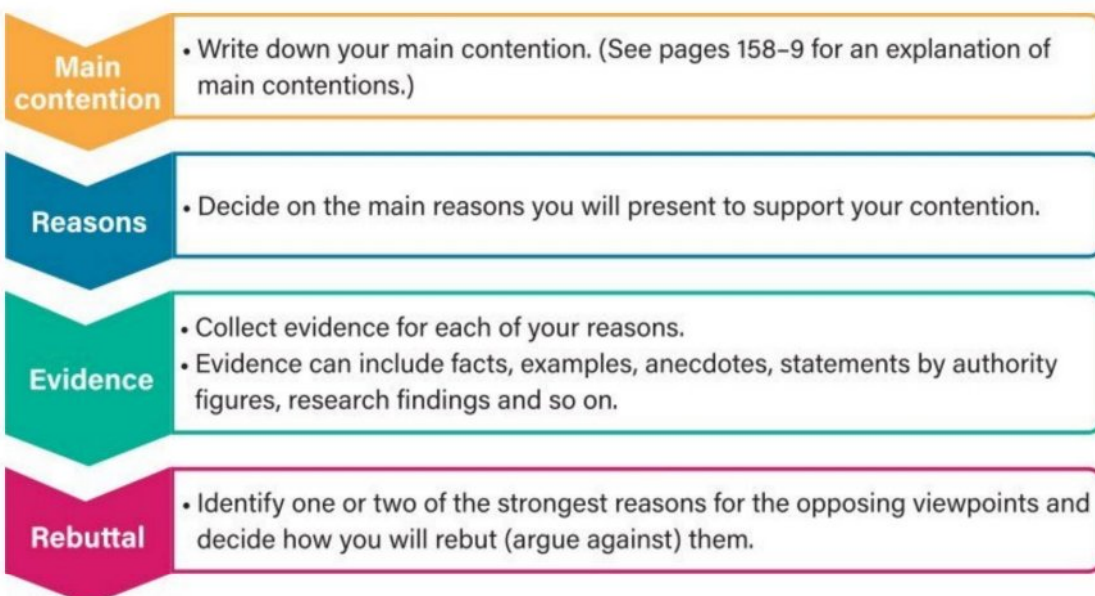 Main
contention
• Write down your main contention. (See pages 158–9 for an explanation of
main contentions.)
Reasons
• Decide on the main reasons you will present to support your contention.
Evidence
• Collect evidence for each of your reasons.
• Evidence can include facts, examples, anecdotes, statements by authority
figures, research findings and so on.
Rebuttal
• Identify one or two of the strongest reasons for the opposing viewpoints and
decide how you will rebut (argue against) them.